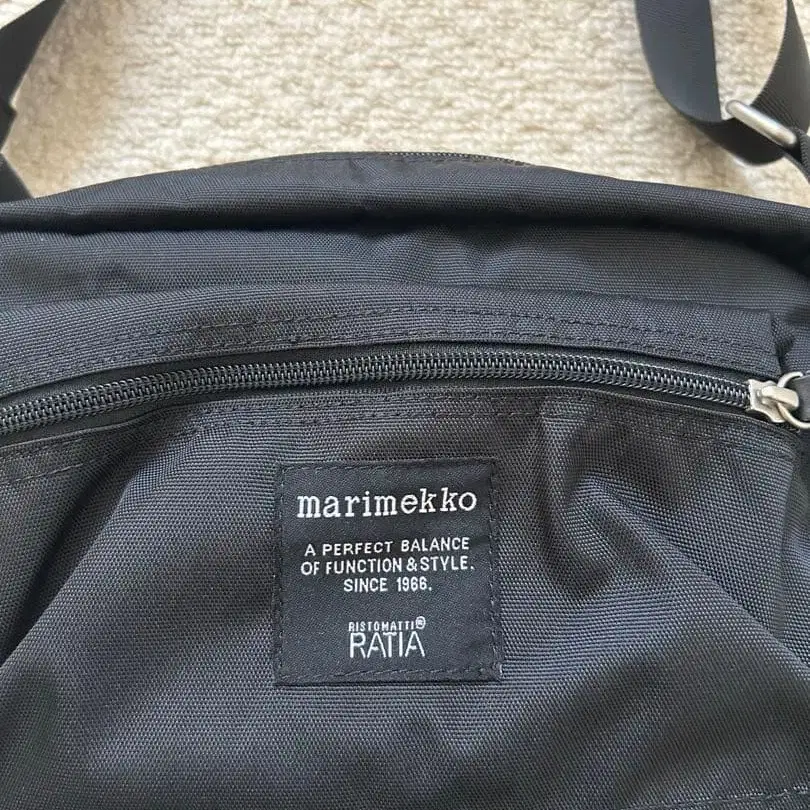 marimekko
A PERFECT BALANCE
OF FUNCTION & STYLE.
SINCE 1966.
RISTOMATTI®
RATIA